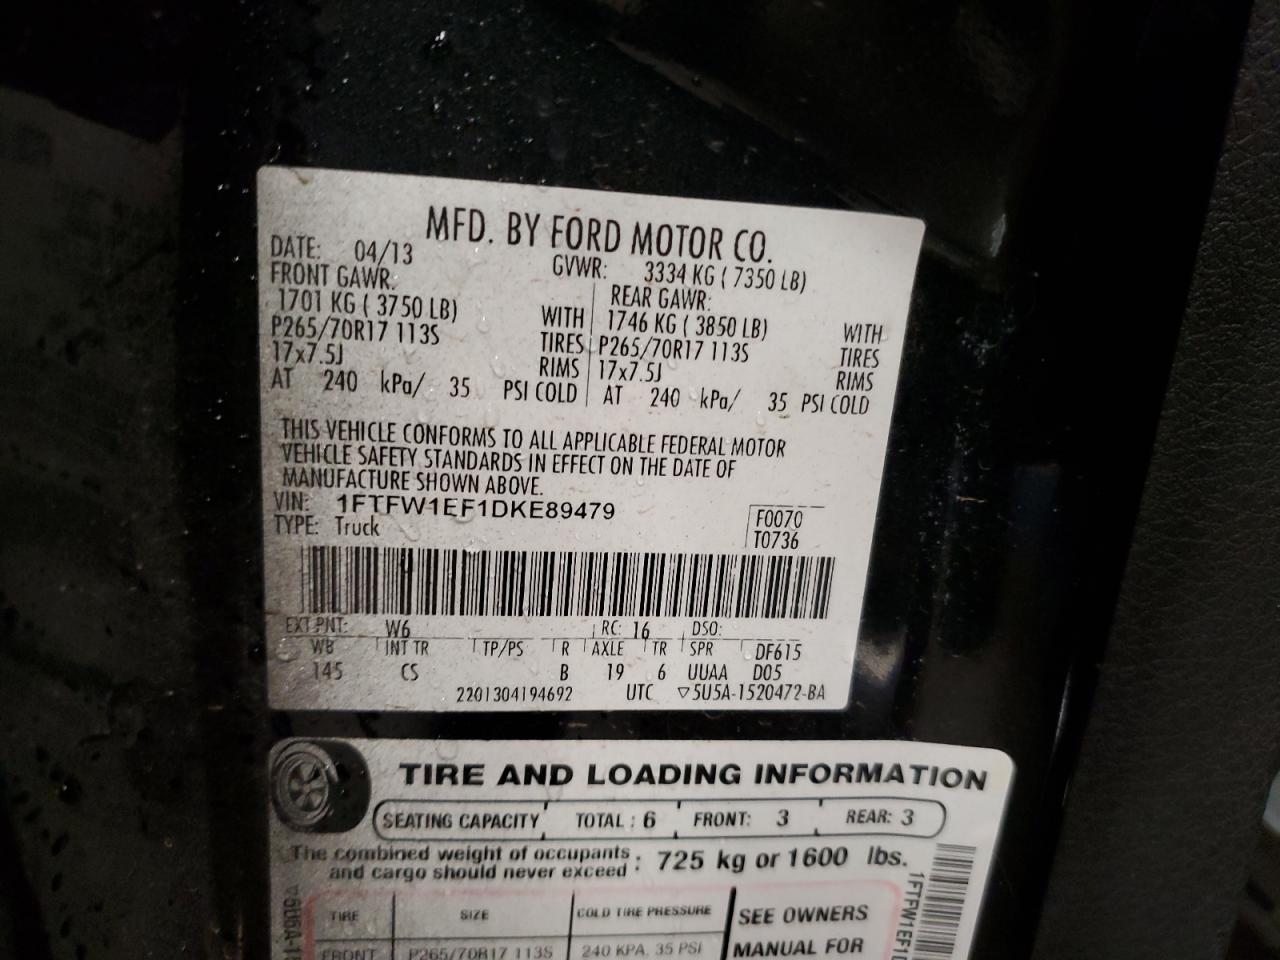 MFD. BY FORD MOTOR CO.
DATE: 04/13 GVWR: 3334 KG ( 7350 LB)
FRONT GAWR: REAR GAWR:
1701 KG ( 3750 LB) WITH 1746 KG ( 3850 LB) WITH
P265/70R17 113S TIRES P265/70R17 113S TIRES
17x7.5J RIMS 17x7.5J RIMS
AT 240 kPa/ 35 PSI COLD AT 240 kPa/ 35 PSI COLD
THIS VEHICLE CONFORMS TO ALL APPLICABLE FEDERAL MOTOR
VEHICLE SAFETY STANDARDS IN EFFECT ON THE DATE OF
MANUFACTURE SHOWN ABOVE.
VIN: 1FTFW1EF1DKE89479 F0070
TYPE: Truck T0736
EXT PNT: W6 RC: 16 DSO:
WB INT TR TP/PS R AXLE TR SPR DF615
145 CS B 19 6 UUAA D05
2201304194692 UTC ▽5U5A-1520472-BA
TIRE AND LOADING INFORMATION
SEATING CAPACITY TOTAL : 6 FRONT: 3 REAR: 3
The combined weight of occupants : 725 kg or 1600 lbs.
and cargo should never exceed
TIRE SIZE COLD TIRE PRESSURE SEE OWNERS
FRONT P265/70R17 113S 240 KPA, 35 PSI MANUAL FOR